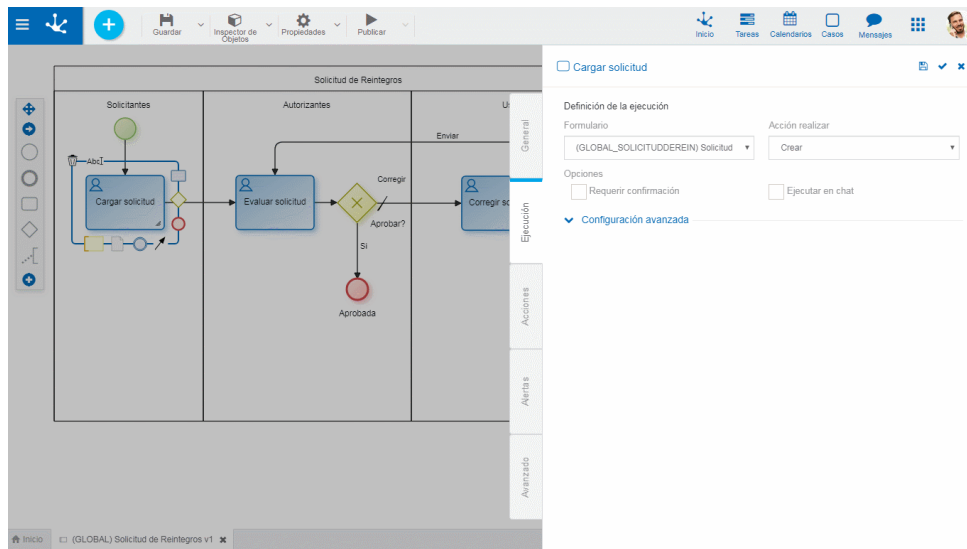 Guardar
Inspector de
Objetos
Propiedades
Publicar
Inicio
Tareas
Calendarios
Casos
Mensajes
Solicitud de Reintegros
Solicitantes
Autorizantes
Abc
Cargar solicitud
Evaluar solicitud
Enviar
Corregir
Aprobar?
Si
Aprobada
General
Ejecución
Acciones
Alertas
Avanzado
Cargar solicitud
Definición de la ejecución
Formulario
Acción realizar
(GLOBAL_SOLICITUDDEREIN) Solicitud
Crear
Opciones
Requerir confirmación
Ejecutar en chat
Configuración avanzada
Inicio
(GLOBAL) Solicitud de Reintegros v1